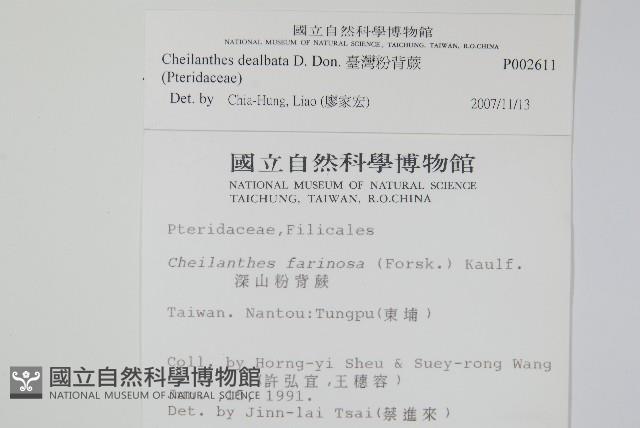 國立自然科學博物館
NATIONAL MUSEUM OF NATURAL SCIENCE, TAICHUNG, TAIWAN, R.O.CHINA
Cheilanthes dealbata D. Don. 臺灣粉背蕨 P002611
(Pteridaceae)
Det. by Chia-Hung, Liao (廖家宏) 2007/11/13
國立自然科學博物館
NATIONAL MUSEUM OF NATURAL SCIENCE
TAICHUNG, TAIWAN, R.O.CHINA
Pteridaceae,Filicales
Cheilanthes farinosa (Forsk.) Kaulf.
深山粉背蕨
Taiwan. Nantou:Tungpu(東埔)
Coll. by Horng-yi Sheu & Suey-rong Wang
許弘宜,王穗容)
1991.
Det. by Jinn-lai Tsai(蔡進來)
國立自然科學博物館
NATIONAL MUSEUM OF NATURAL SCIENCE